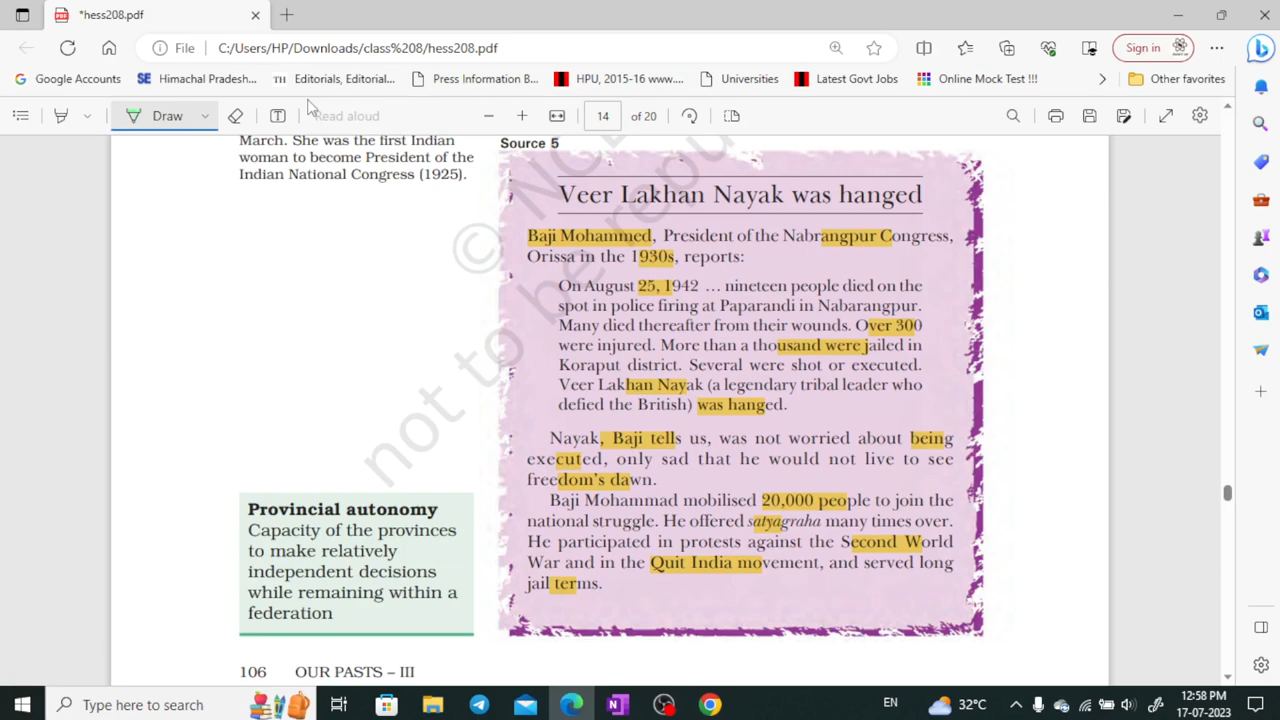 *hess208.pdf
File C:/Users/HP/Downloads/class%208/hess208.pdf
Sign in
Google Accounts
SE Himachal Pradesh...
TH Editorials, Editorial...
Press Information B...
HPU, 2015-16 www....
Universities
Latest Govt Jobs
Online Mock Test !!!
Other favorites
Draw
Read aloud
14 of 20
March. She was the first Indian
woman to become President of the
Indian National Congress (1925).
Source 5
Veer Lakhan Nayak was hanged
Baji Mohammed, President of the Nabrangpur Congress,
Orissa in the 1930s, reports:
On August 25, 1942 ... nineteen people died on the
spot in police firing at Paparandi in Nabarangpur.
Many died thereafter from their wounds. Over 300
were injured. More than a thousand were jailed in
Koraput district. Several were shot or executed.
Veer Lakhan Nayak (a legendary tribal leader who
defied the British) was hanged.
Nayak, Baji tells us, was not worried about being
executed, only sad that he would not live to see
freedom's dawn.
Baji Mohammad mobilised 20,000 people to join the
national struggle. He offered satyagraha many times over.
He participated in protests against the Second World
War and in the Quit India movement, and served long
jail terms.
Provincial autonomy
Capacity of the provinces
to make relatively
independent decisions
while remaining within a
federation
© NCE
not to be repu
106 OUR PASTS – III
Type here to search
EN
32°C
12:58 PM
17-07-2023